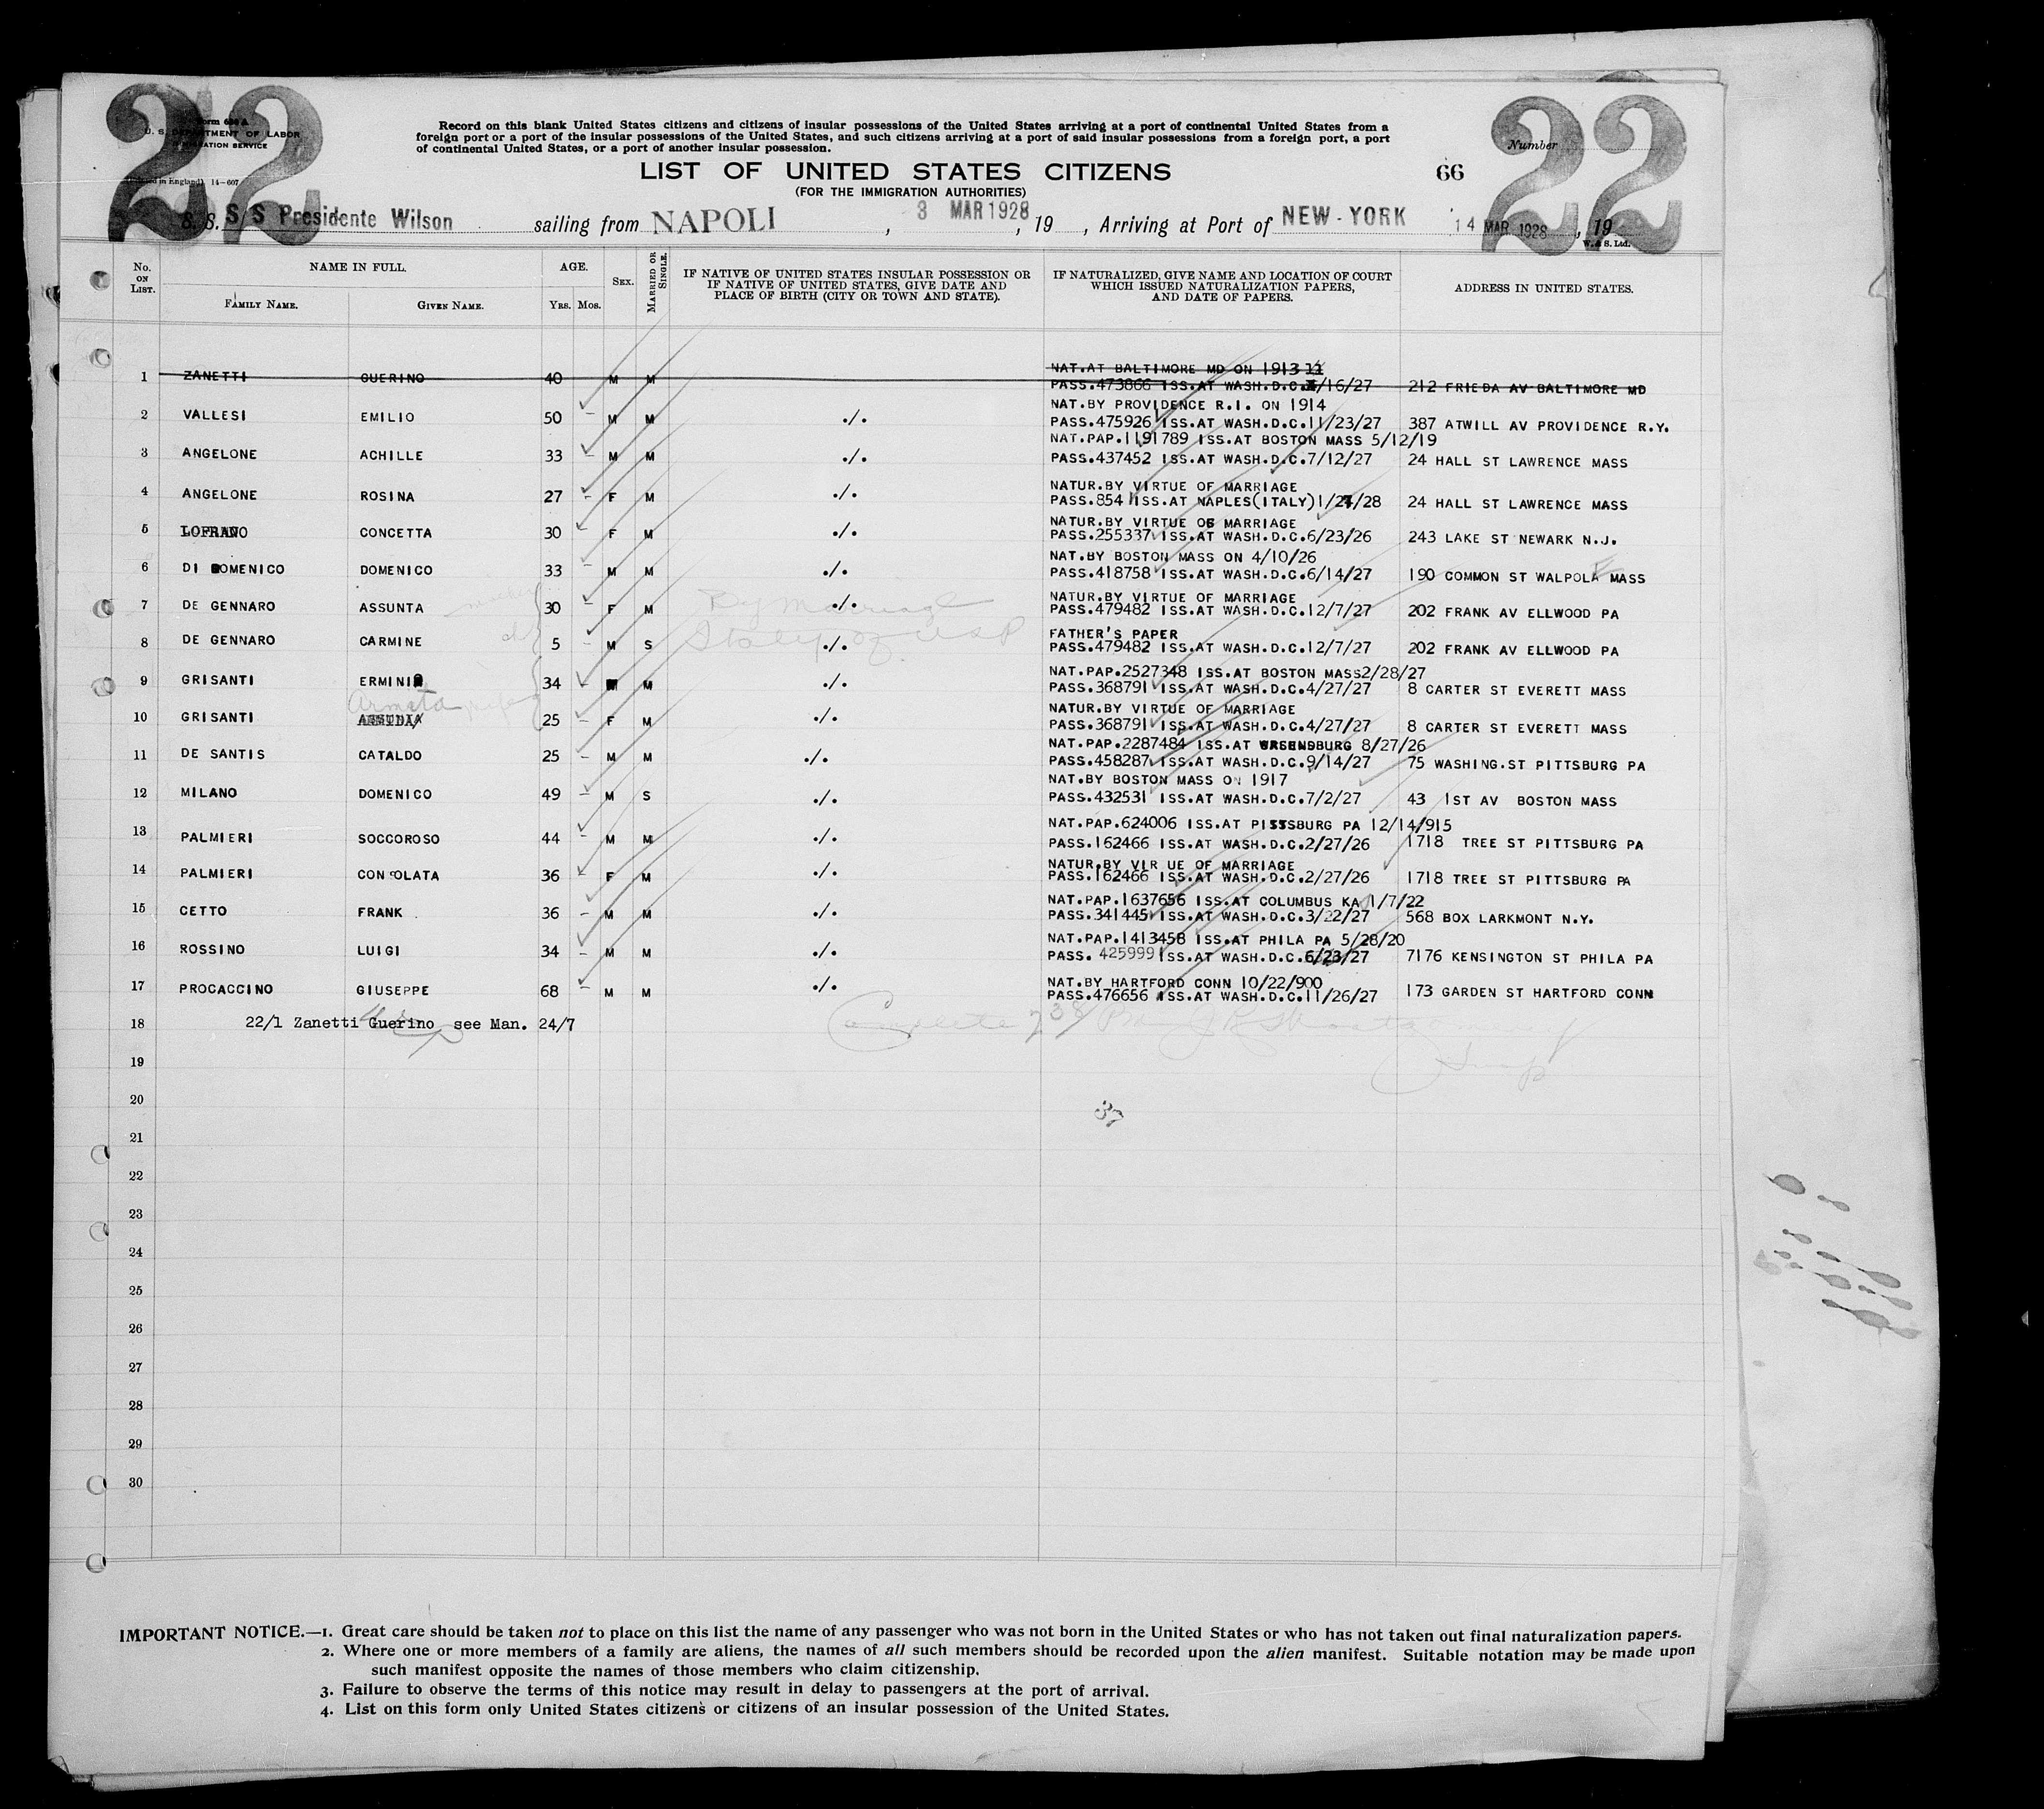 22
22
Form 630 A
U. S. DEPARTMENT OF LABOR
IMMIGRATION SERVICE
(Printed in England) 14—607
Record on this blank United States citizens and citizens of insular possessions of the United States arriving at a port of continental United States from a
foreign port or a port of the insular possessions of the United States, and such citizens arriving at a port of said insular possessions from a foreign port, a port
of continental United States, or a port of another insular possession.
Number
LIST OF UNITED STATES CITIZENS
66
(FOR THE IMMIGRATION AUTHORITIES)
S. S. S/S Presidente Wilson sailing from NAPOLI , 3 MAR 1928 , 19 , Arriving at Port of NEW-YORK 14 MAR 1928 , 19
W. & S. Ltd.
No. ON LIST. NAME IN FULL. AGE. SEX. MARRIED OR SINGLE. IF NATIVE OF UNITED STATES INSULAR POSSESSION OR IF NATIVE OF UNITED STATES, GIVE DATE AND PLACE OF BIRTH (CITY OR TOWN AND STATE). IF NATURALIZED, GIVE NAME AND LOCATION OF COURT WHICH ISSUED NATURALIZATION PAPERS, AND DATE OF PAPERS. ADDRESS IN UNITED STATES.
FAMILY NAME. GIVEN NAME. YRS. MOS.
NAT.AT BALTIMORE MD ON 1913 11
1 ZANETTI GUERINO 40 M M PASS.473866 ISS.AT WASH.D.C. /16/27 212 FRIEDA AV BALTIMORE MD
NAT.BY PROVIDENCE R.I. ON 1914
2 VALLESI EMILIO 50 - M M ./. PASS.475926 ISS.AT WASH.D.C.11/23/27 387 ATWILL AV PROVIDENCE R.Y.
NAT.PAP.1191789 ISS.AT BOSTON MASS 5/12/19
3 ANGELONE ACHILLE 33 - M M ./. PASS.437452 ISS.AT WASH.D.C.7/12/27 24 HALL ST LAWRENCE MASS
NATUR.BY VIRTUE OF MARRIAGE
4 ANGELONE ROSINA 27 - F M ./. PASS.854 ISS.AT NAPLES(ITALY)1/24/28 24 HALL ST LAWRENCE MASS
NATUR.BY VIRTUE OF MARRIAGE
5 LOFRANO CONCETTA 30 - F M ./. PASS.255337 ISS.AT WASH.D.C.6/23/26 243 LAKE ST NEWARK N.J.
NAT.BY BOSTON MASS ON 4/10/26
6 DI DOMENICO DOMENICO 33 - M M ./. PASS.418758 ISS.AT WASH.D.C.6/14/27 190 COMMON ST WALPOLA MASS
E
NATUR.BY VIRTUE OF MARRIAGE
7 DE GENNARO ASSUNTA 30 - F M ./. PASS.479482 ISS.AT WASH.D.C.12/7/27 202 FRANK AV ELLWOOD PA
By Marriage
FATHER'S PAPER
8 DE GENNARO CARMINE 5 - M S ./. PASS.479482 ISS.AT WASH.D.C.12/7/27 202 FRANK AV ELLWOOD PA
NAT.PAP.2527348 ISS.AT BOSTON MASS2/28/27
9 GRISANTI ERMINI 34 - M M ./. PASS.368791 ISS.AT WASH.D.C.4/27/27 8 CARTER ST EVERETT MASS
Armeta wife
NATUR.BY VIRTUE OF MARRIAGE
10 GRISANTI 25 - F M ./. PASS.368791 ISS.AT WASH.D.C.4/27/27 8 CARTER ST EVERETT MASS
NAT.PAP.2287484 ISS.AT GREENSBURG 8/27/26
11 DE SANTIS CATALDO 25 - M M ./. PASS.458287 ISS.AT WASH.D.C.9/14/27 75 WASHING.ST PITTSBURG PA
NAT.BY BOSTON MASS ON 1917
12 MILANO DOMENICO 49 - M S ./. PASS.432531 ISS.AT WASH.D.C.7/2/27 43 1ST AV BOSTON MASS
NAT.PAP.624006 ISS.AT PISTSBURG PA 12/14/915
13 PALMIERI SOCCOROSO 44 - M M ./. PASS.162466 ISS.AT WASH.D.C.2/27/26 1718 TREE ST PITTSBURG PA
NATUR.BY VIR UE OF MARRIAGE
14 PALMIERI CONSOLATA 36 - F M ./. PASS.162466 ISS.AT WASH.D.C.2/27/26 1718 TREE ST PITTSBURG PA
NAT.PAP.1637656 ISS.AT COLUMBUS KA 1/7/22
15 CETTO FRANK 36 - M M ./. PASS.341445 ISS.AT WASH.D.C.3/22/27 568 BOX LARKMONT N.Y.
NAT.PAP.1413458 ISS.AT PHILA PA 5/28/20
16 ROSSINO LUIGI 34 - M M ./. PASS. 425999 ISS.AT WASH.D.C.6/23/27 7176 KENSINGTON ST PHILA PA
NAT.BY HARTFORD CONN 10/22/900
17 PROCACCINO GIUSEPPE 68 - M M ./. PASS.476656 ISS.AT WASH.D.C.11/26/27 173 GARDEN ST HARTFORD CONN
18 22/1 Zanetti Guerino see Man. 24/7 Complete
19
20
37
21
22
23
24
25
26
27
28
29
30
IMPORTANT NOTICE.—1. Great care should be taken not to place on this list the name of any passenger who was not born in the United States or who has not taken out final naturalization papers.
2. Where one or more members of a family are aliens, the names of all such members should be recorded upon the alien manifest. Suitable notation may be made upon
such manifest opposite the names of those members who claim citizenship.
3. Failure to observe the terms of this notice may result in delay to passengers at the port of arrival.
4. List on this form only United States citizens or citizens of an insular possession of the United States.